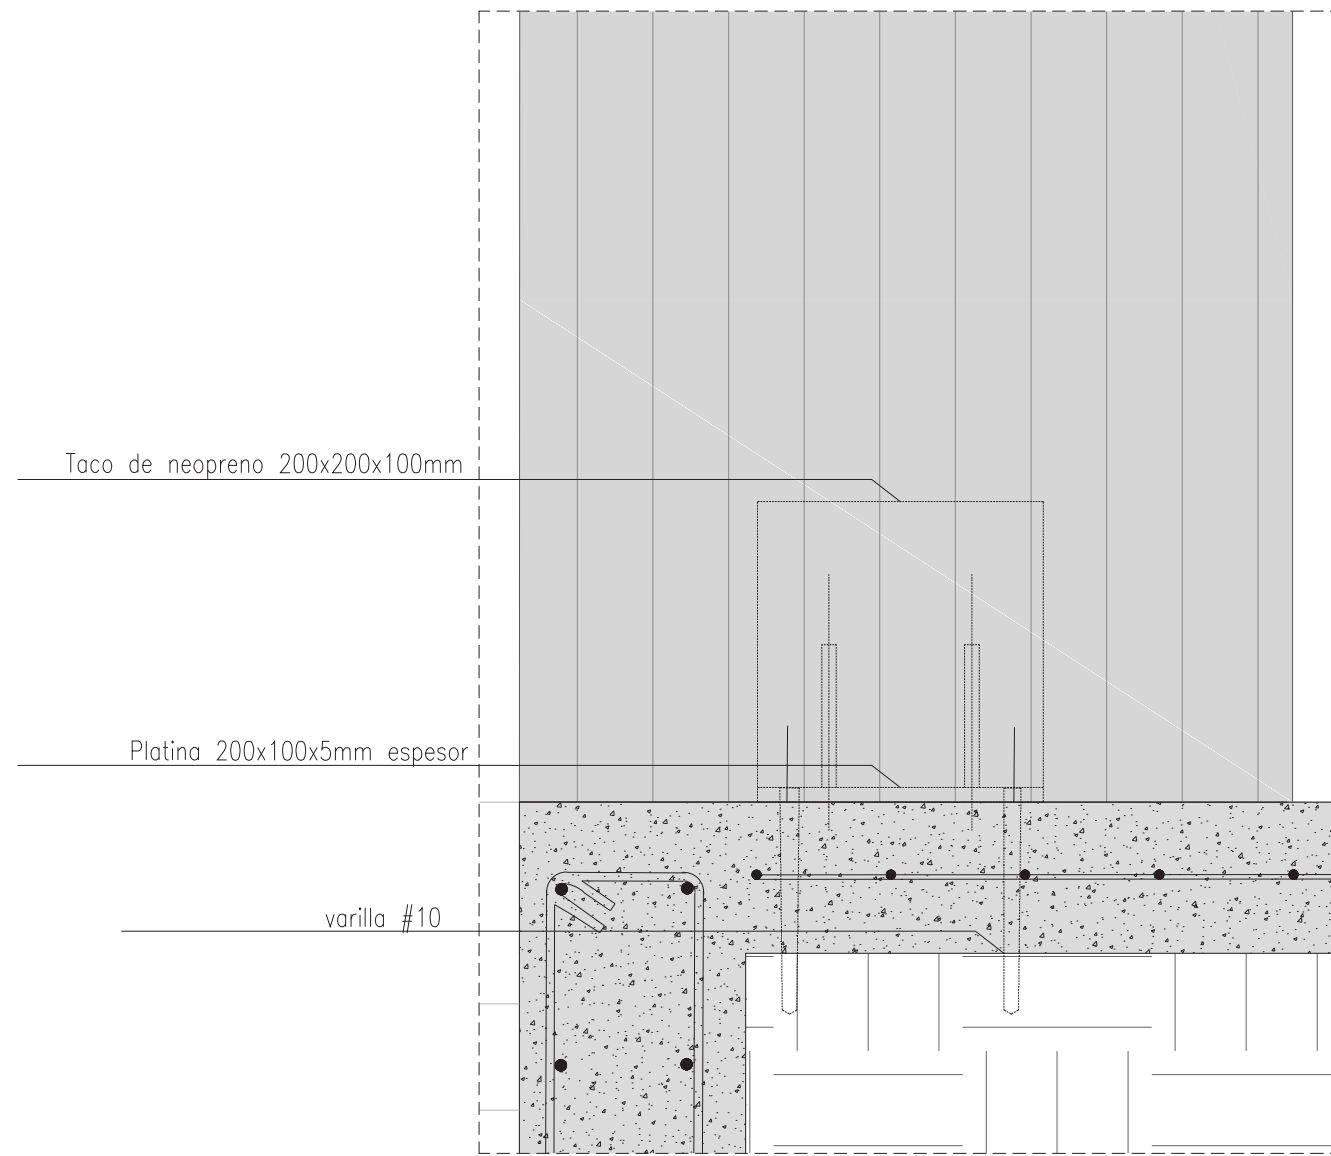 Taco de neopreno 200x200x100mm
Platina 200x100x5mm espesor
varilla #10